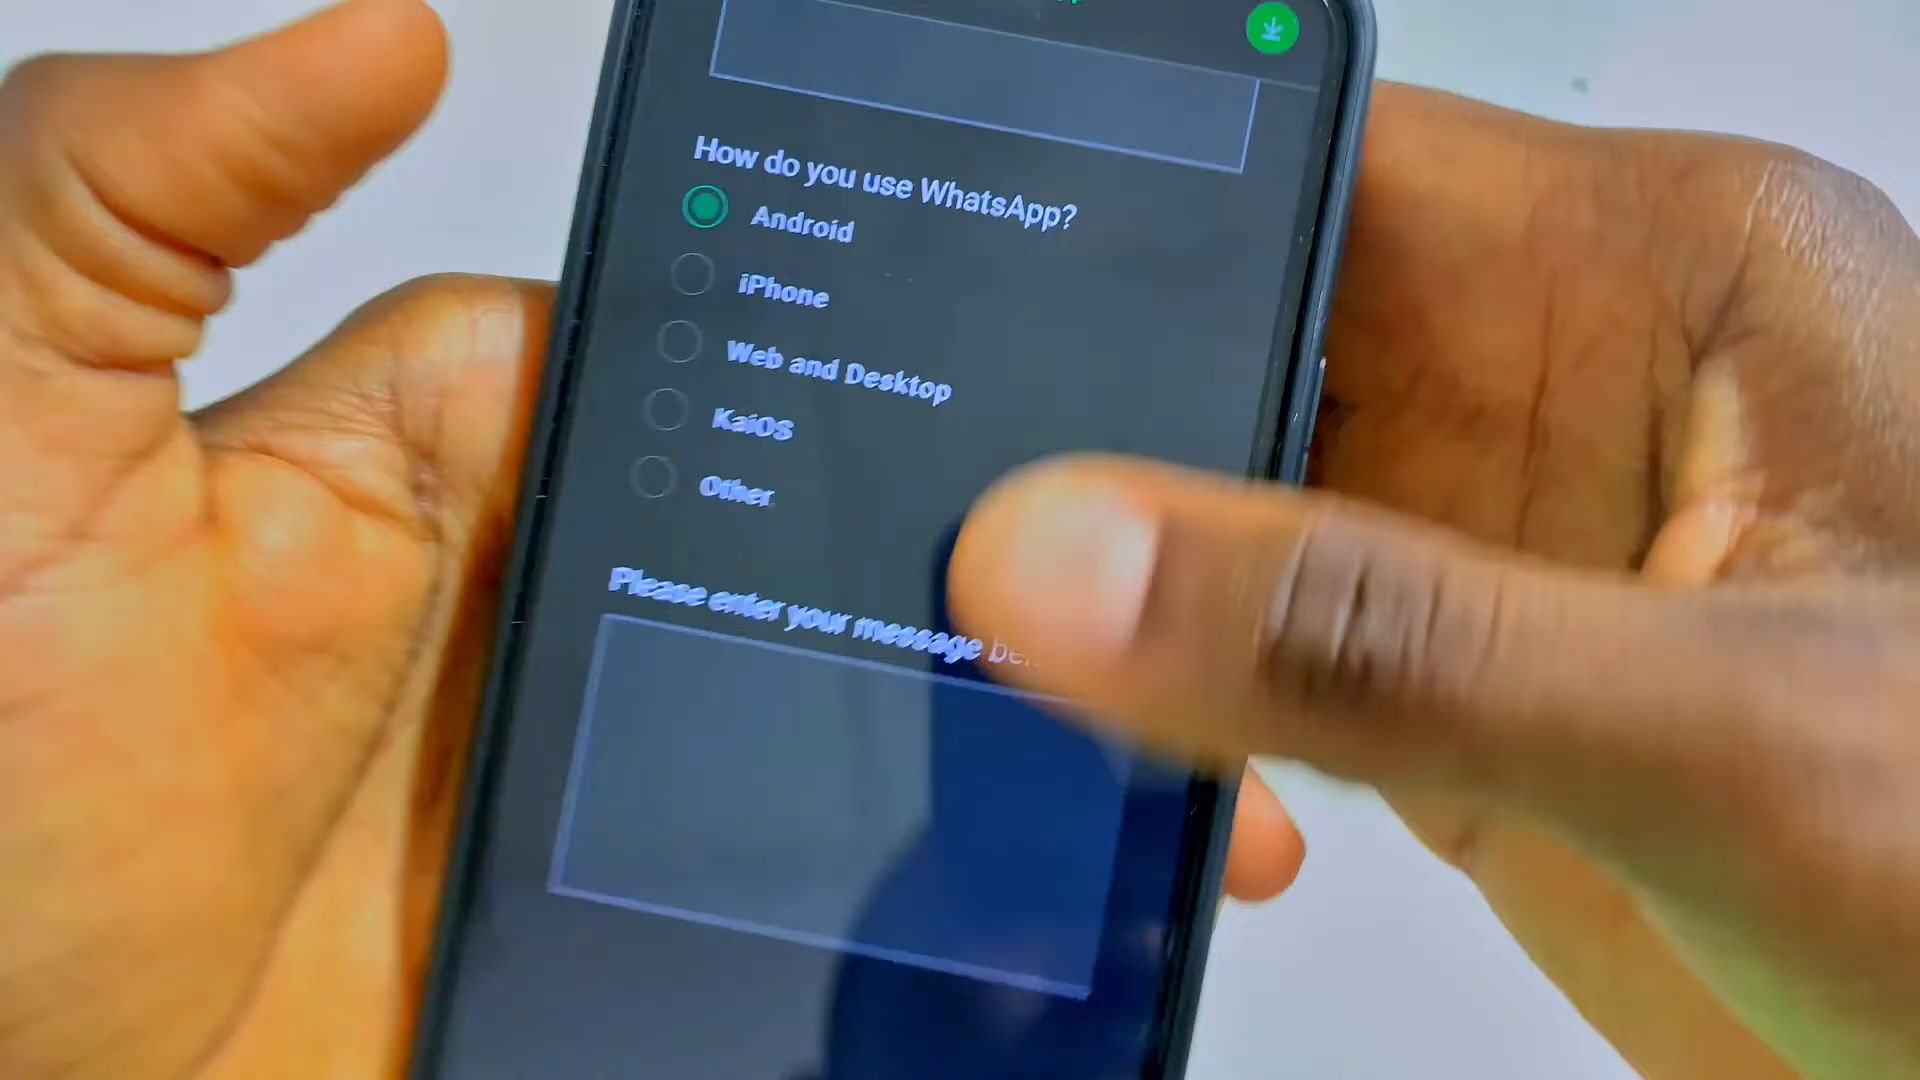 How do you use WhatsApp?
Android
iPhone
Web and Desktop
KaiOS
Other
Please enter your message